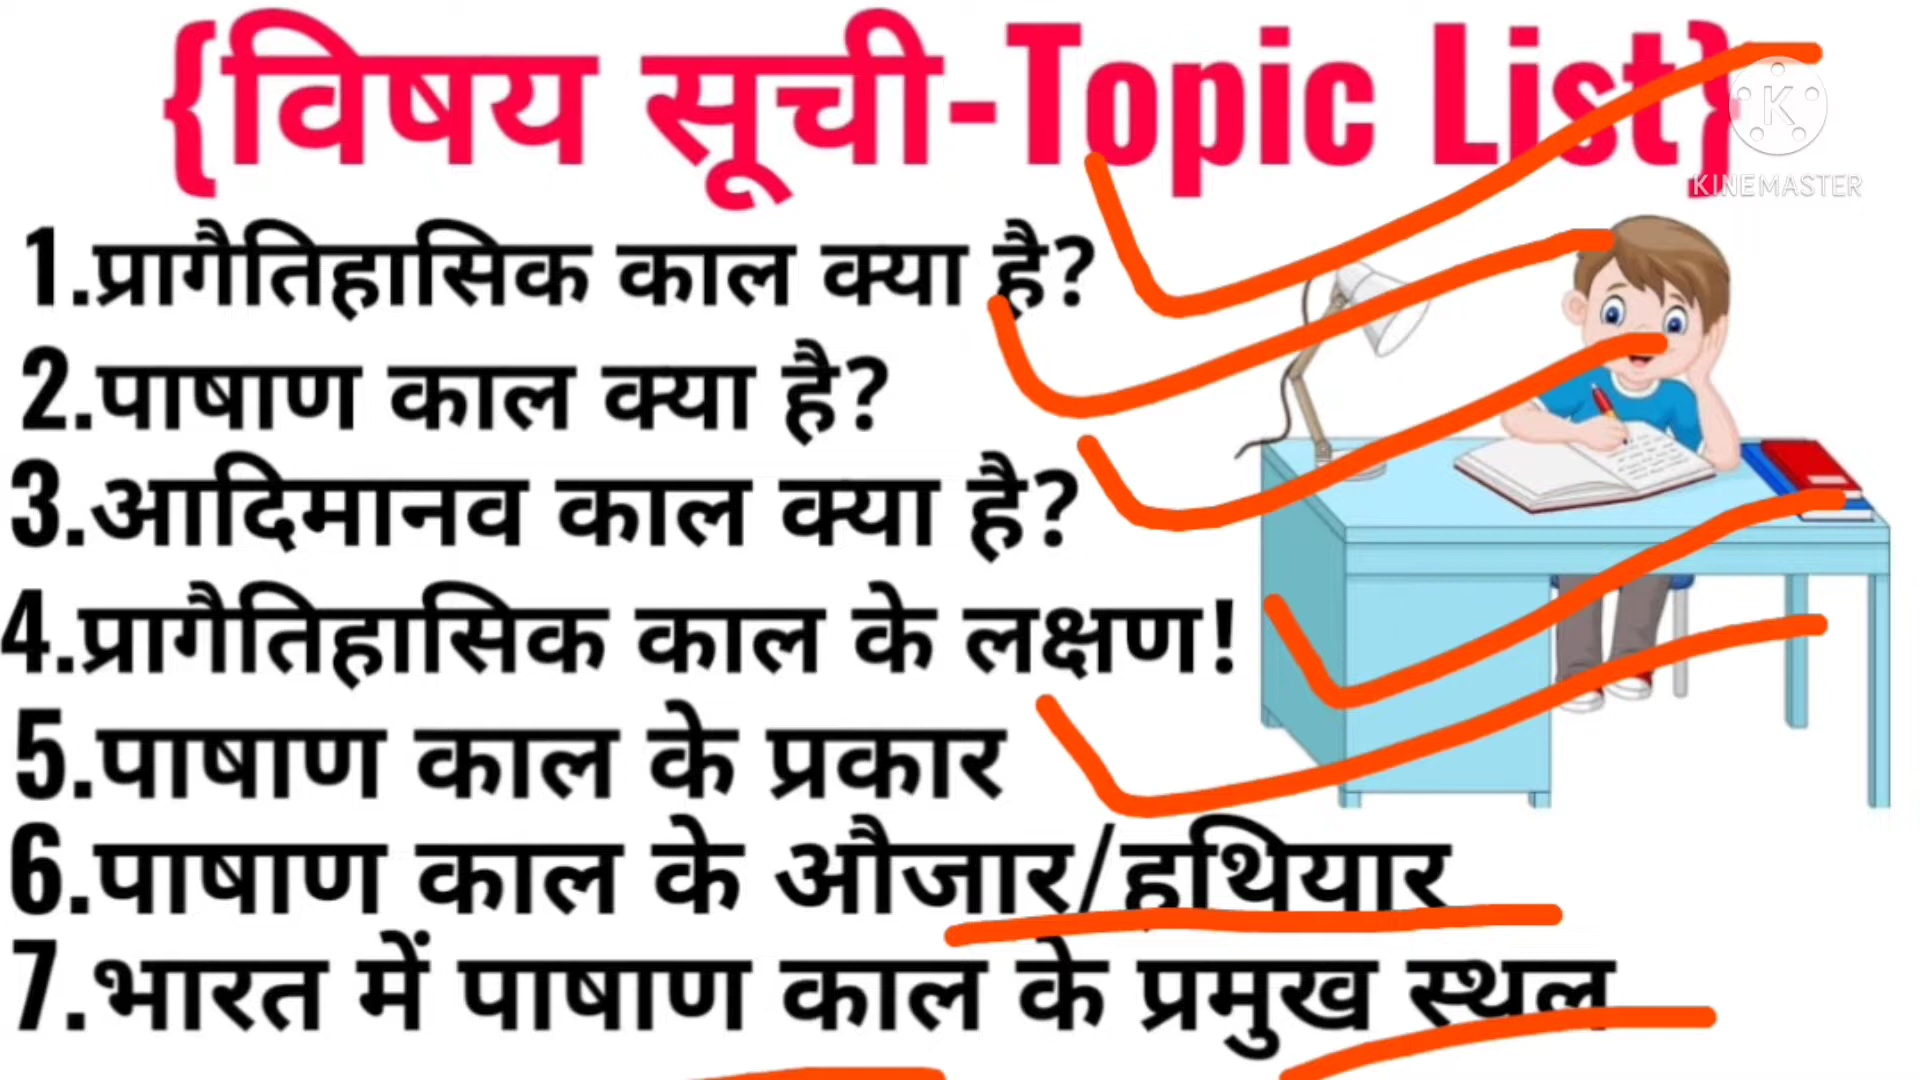 {विषय सूची-Topic List}
KINEMASTER
1.प्रागैतिहासिक काल क्या है?
2.पाषाण काल क्या है?
3.आदिमानव काल क्या है?
4.प्रागैतिहासिक काल के लक्षण!
5.पाषाण काल के प्रकार
6.पाषाण काल के औजार/हथियार
7.भारत में पाषाण काल के प्रमुख स्थल